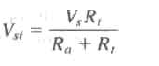 V_{si} = \frac{V_s R_t}{R_a + R_t}